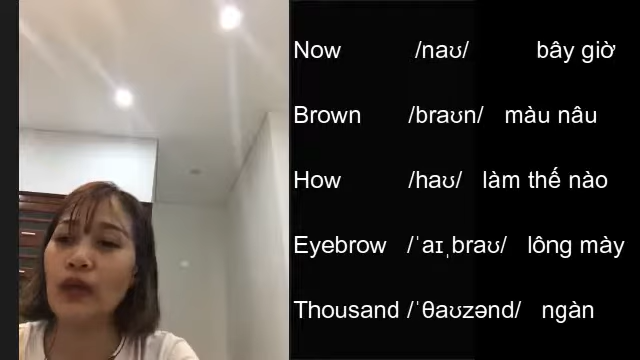 Now /naʊ/ bây giờ
Brown /braʊn/ màu nâu
How /haʊ/ làm thế nào
Eyebrow /ˈaɪˌbraʊ/ lông mày
Thousand /ˈθaʊzənd/ ngàn